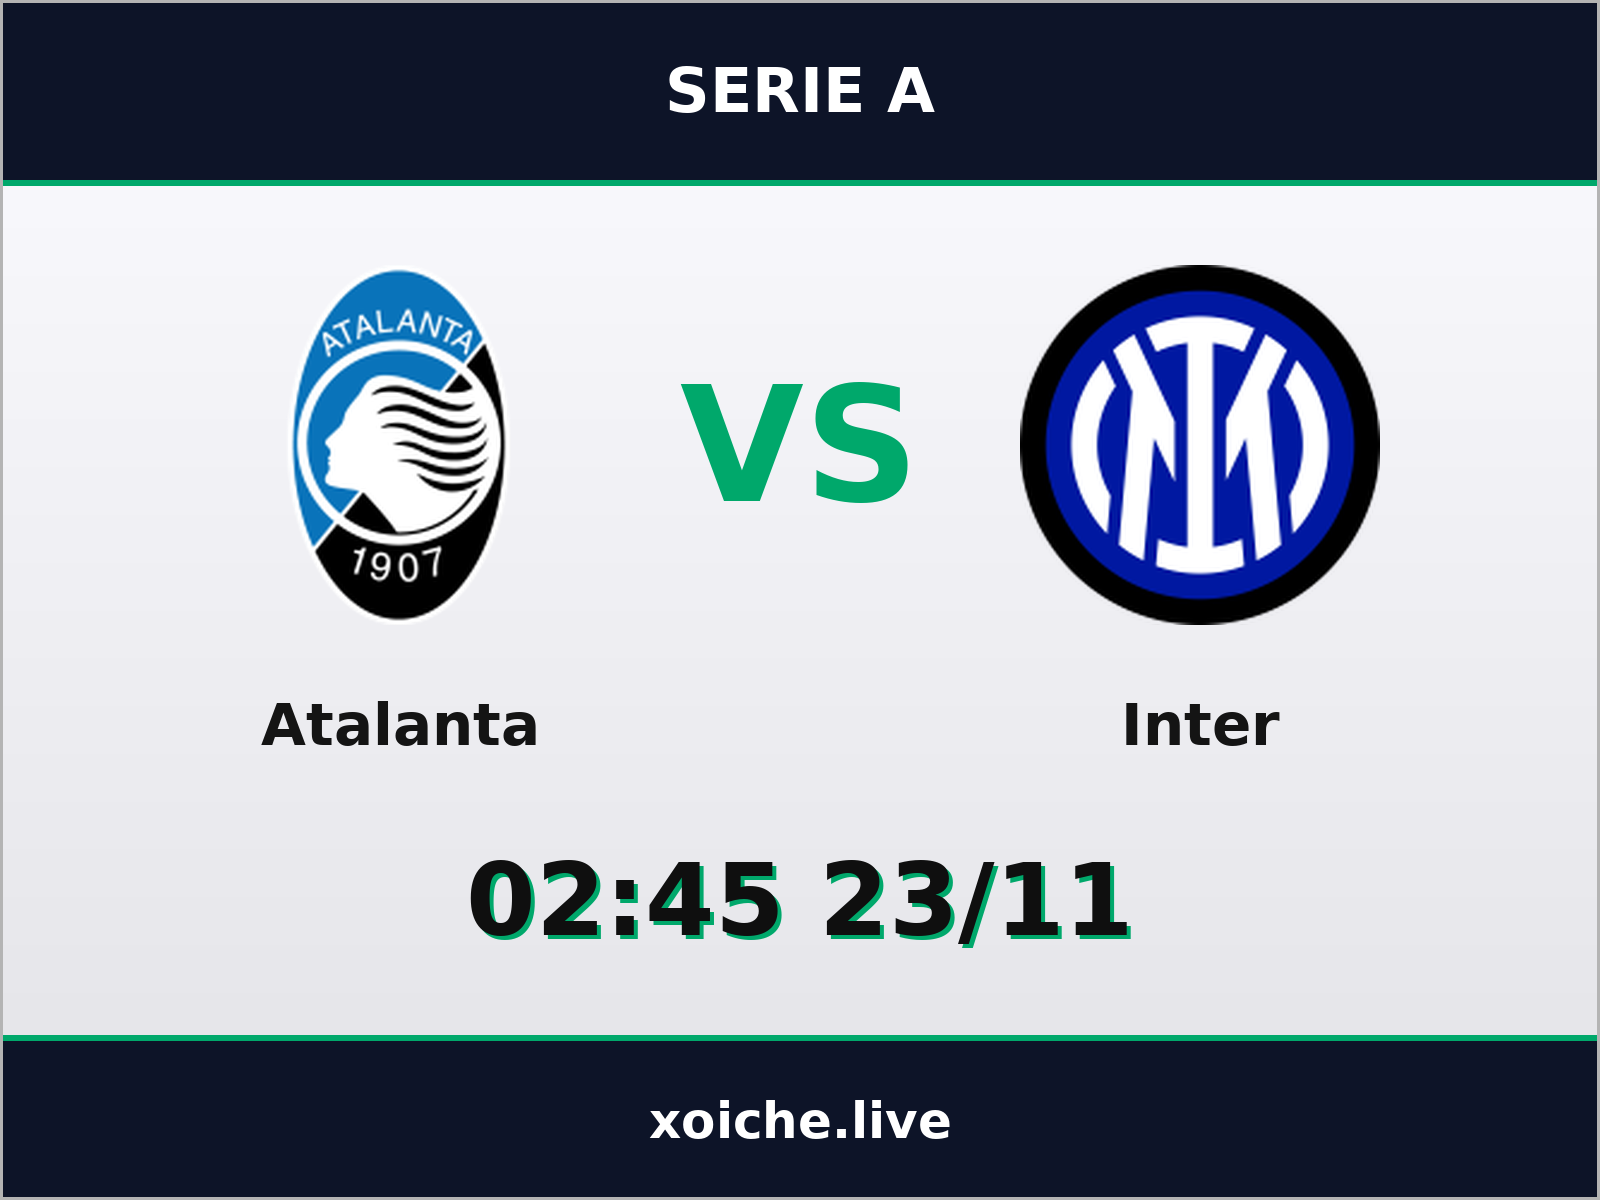 SERIE A
ATALANTA
1907
VS
Atalanta
Inter
02:45 23/11
xoiche.live